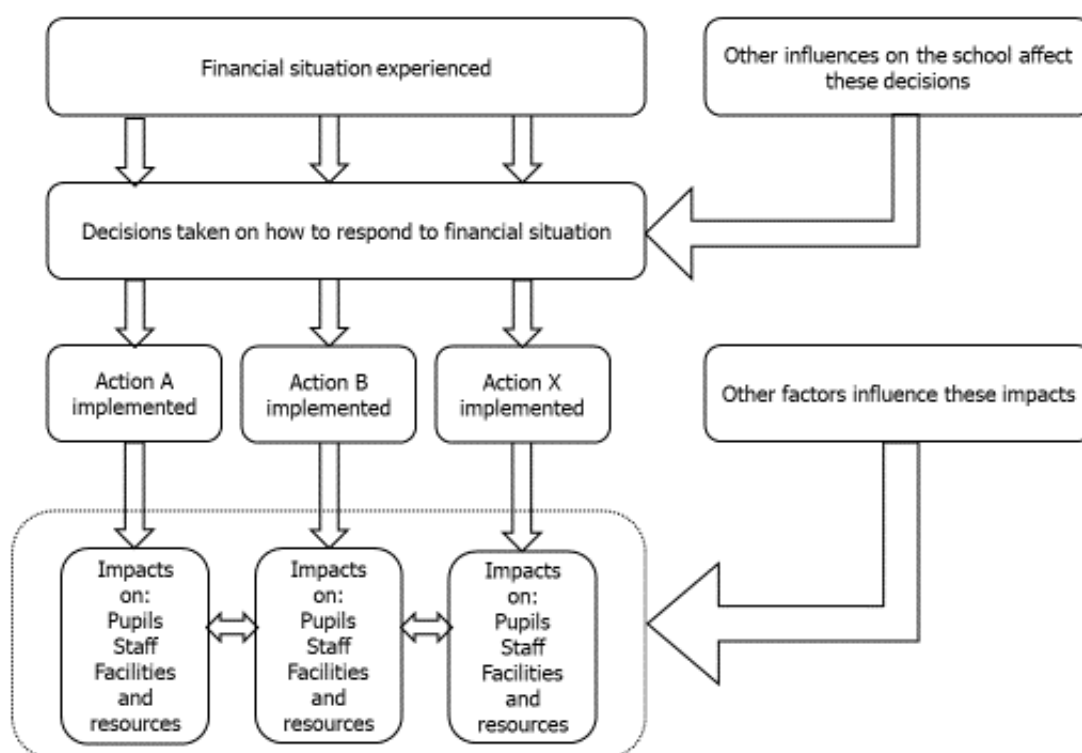 Financial situation experienced
Other influences on the school affect
these decisions
Decisions taken on how to respond to financial situation
Action A
implemented
Action B
implemented
Action X
implemented
Other factors influence these impacts
Impacts
on:
Pupils
Staff
Facilities
and
resources
Impacts
on:
Pupils
Staff
Facilities
and
resources
Impacts
on:
Pupils
Staff
Facilities
and
resources